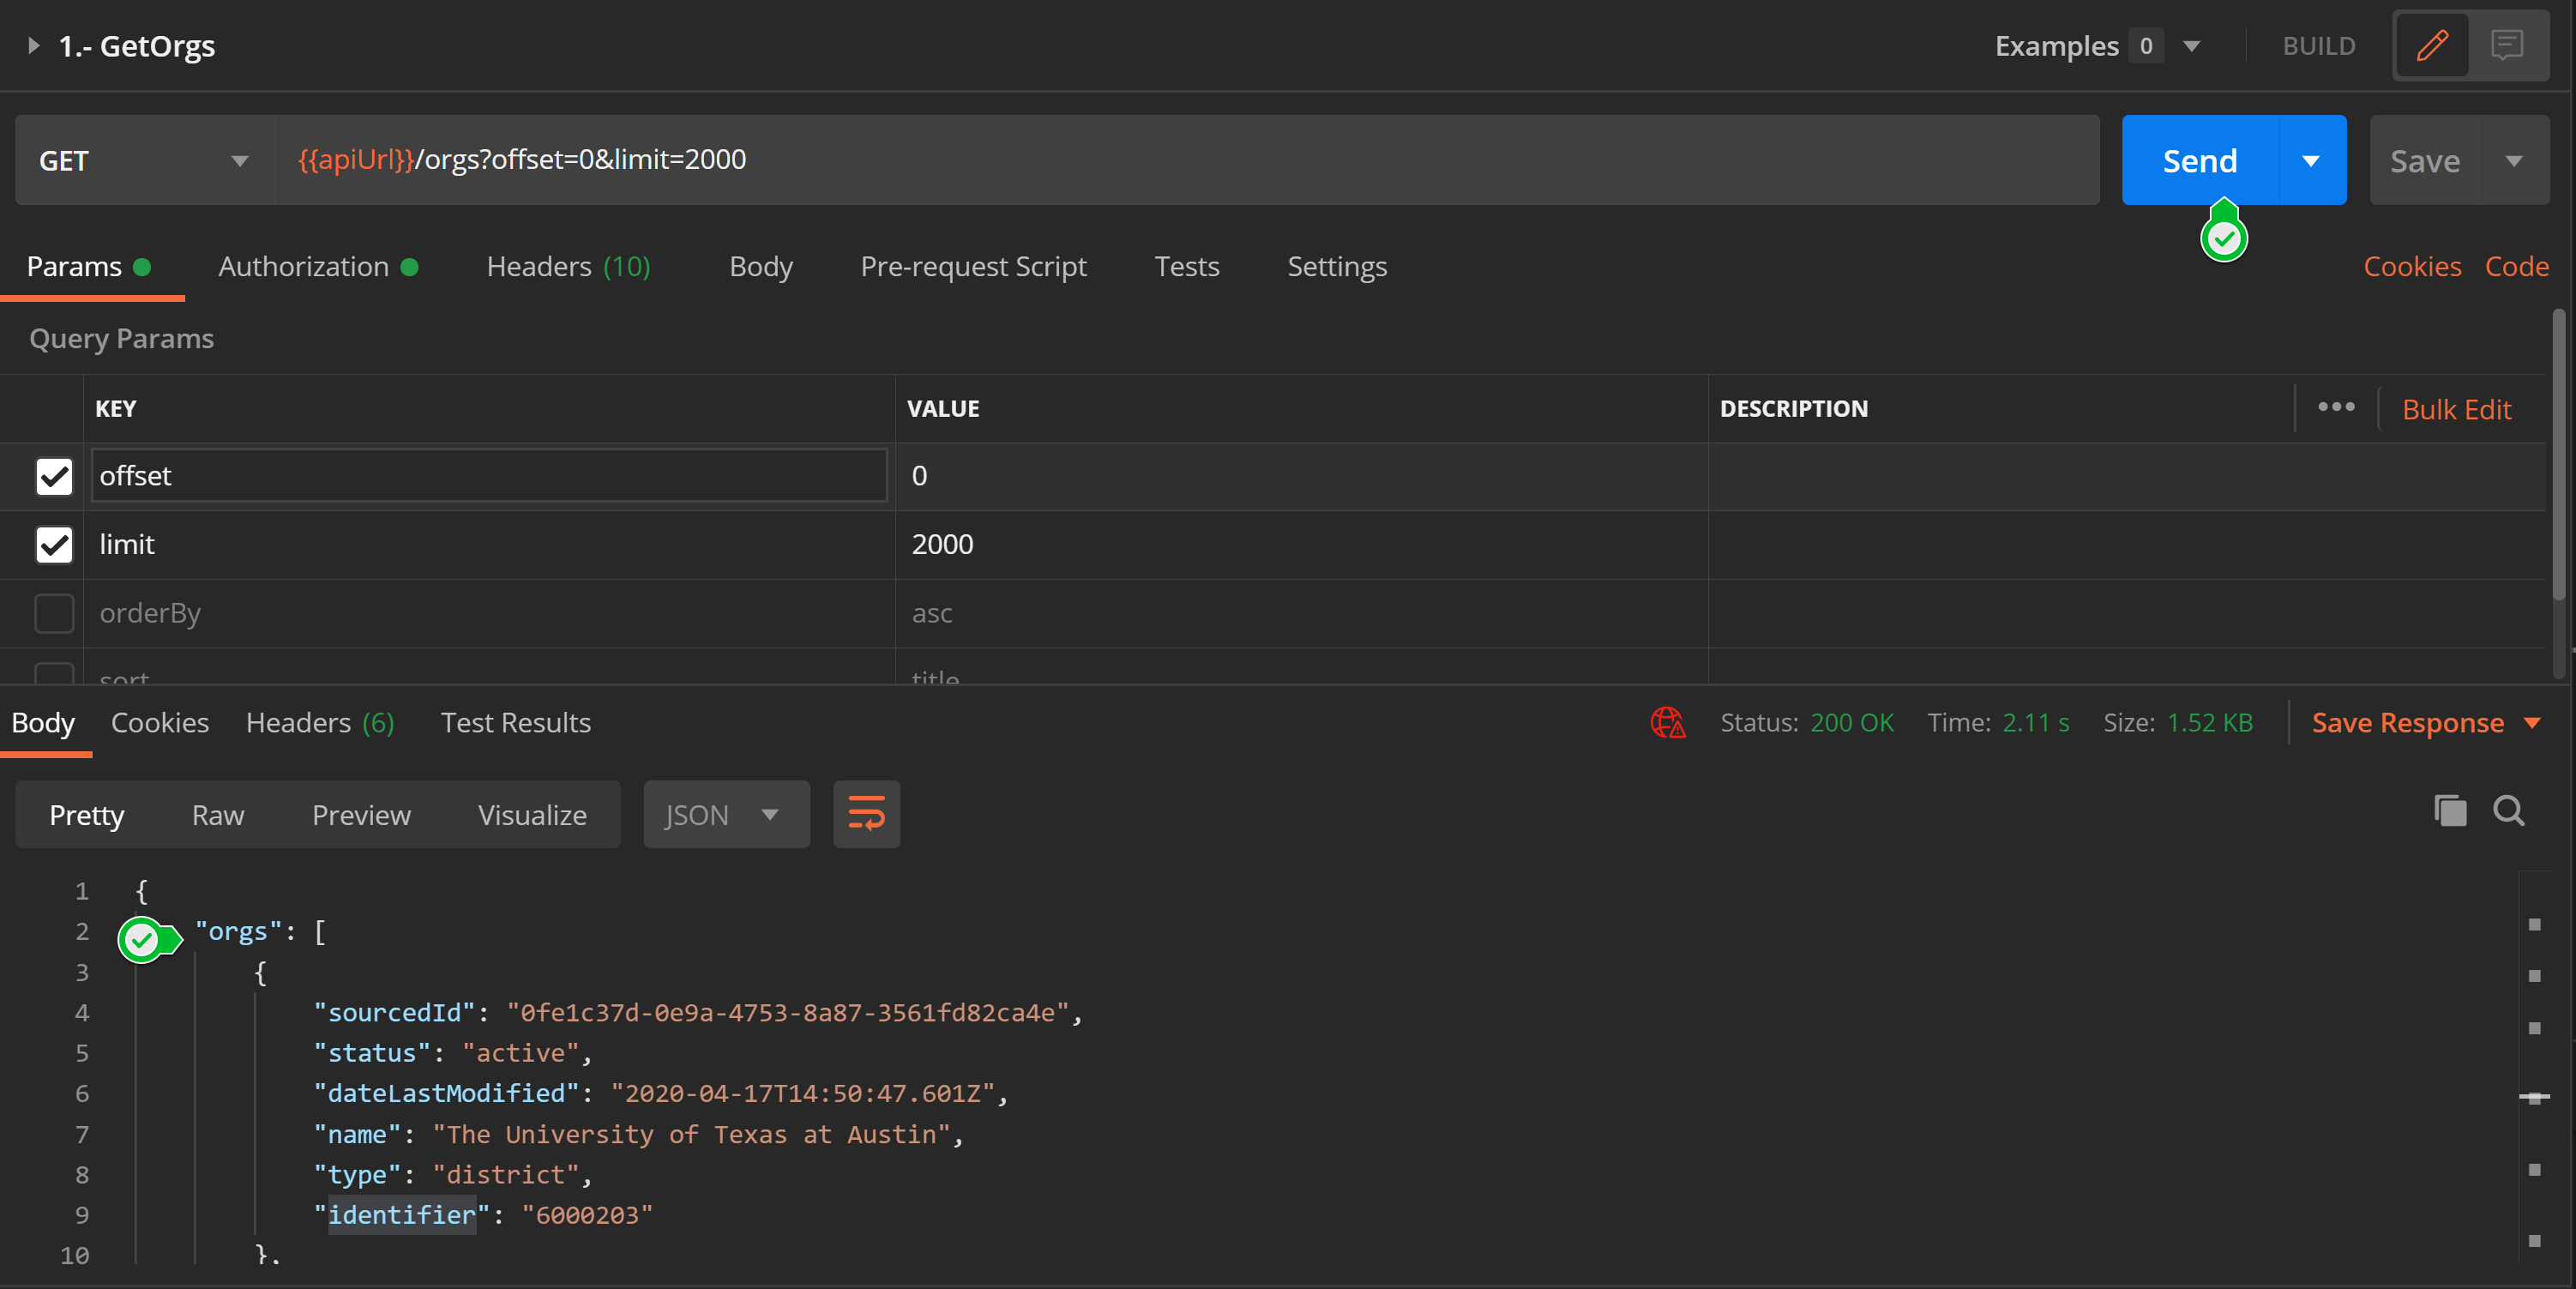 1.- GetOrgs Examples 0 BUILD
GET {{apiUrl}}/orgs?offset=0&limit=2000 Send Save
Params Authorization Headers (10) Body Pre-request Script Tests Settings Cookies Code
Query Params
KEY VALUE DESCRIPTION ••• Bulk Edit
offset 0
limit 2000
orderBy asc
sort title
Body Cookies Headers (6) Test Results Status: 200 OK Time: 2.11 s Size: 1.52 KB Save Response
Pretty Raw Preview Visualize JSON
1 {
2 "orgs": [
3 {
4 "sourcedId": "0fe1c37d-0e9a-4753-8a87-3561fd82ca4e",
5 "status": "active",
6 "dateLastModified": "2020-04-17T14:50:47.601Z",
7 "name": "The University of Texas at Austin",
8 "type": "district",
9 "identifier": "6000203"
10 },